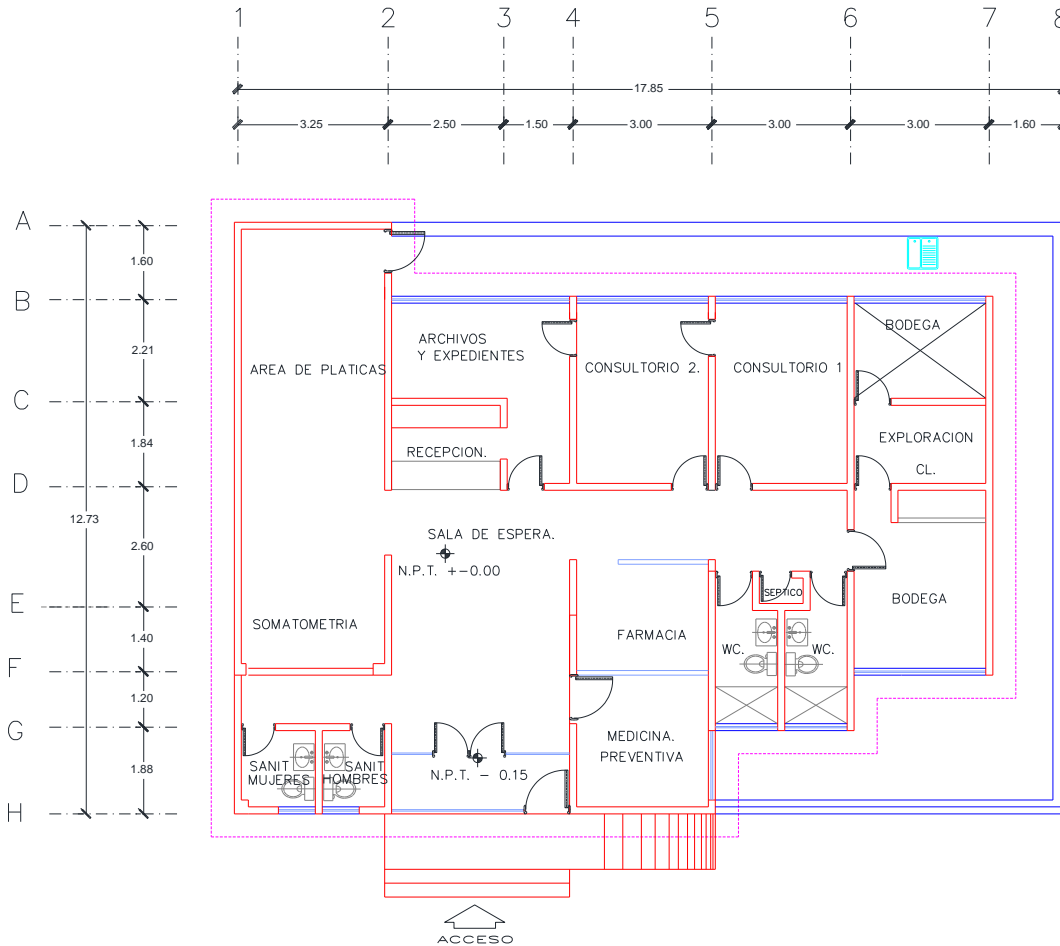 1 2 3 4 5 6 7 8
17.85
3.25 2.50 1.50 3.00 3.00 3.00 1.60
A
1.60
B
2.21
C
1.84
D
12.73
2.60
E
1.40
F
1.20
G
1.88
H
BODEGA
ARCHIVOS
Y EXPEDIENTES
AREA DE PLATICAS
CONSULTORIO 2.
CONSULTORIO 1
EXPLORACION
CL.
RECEPCION.
SALA DE ESPERA.
N.P.T. +-0.00
SEPTICO
BODEGA
SOMATOMETRIA
FARMACIA
WC.
WC.
MEDICINA.
PREVENTIVA
SANIT
MUJERES
SANIT
HOMBRES
N.P.T. - 0.15
ACCESO